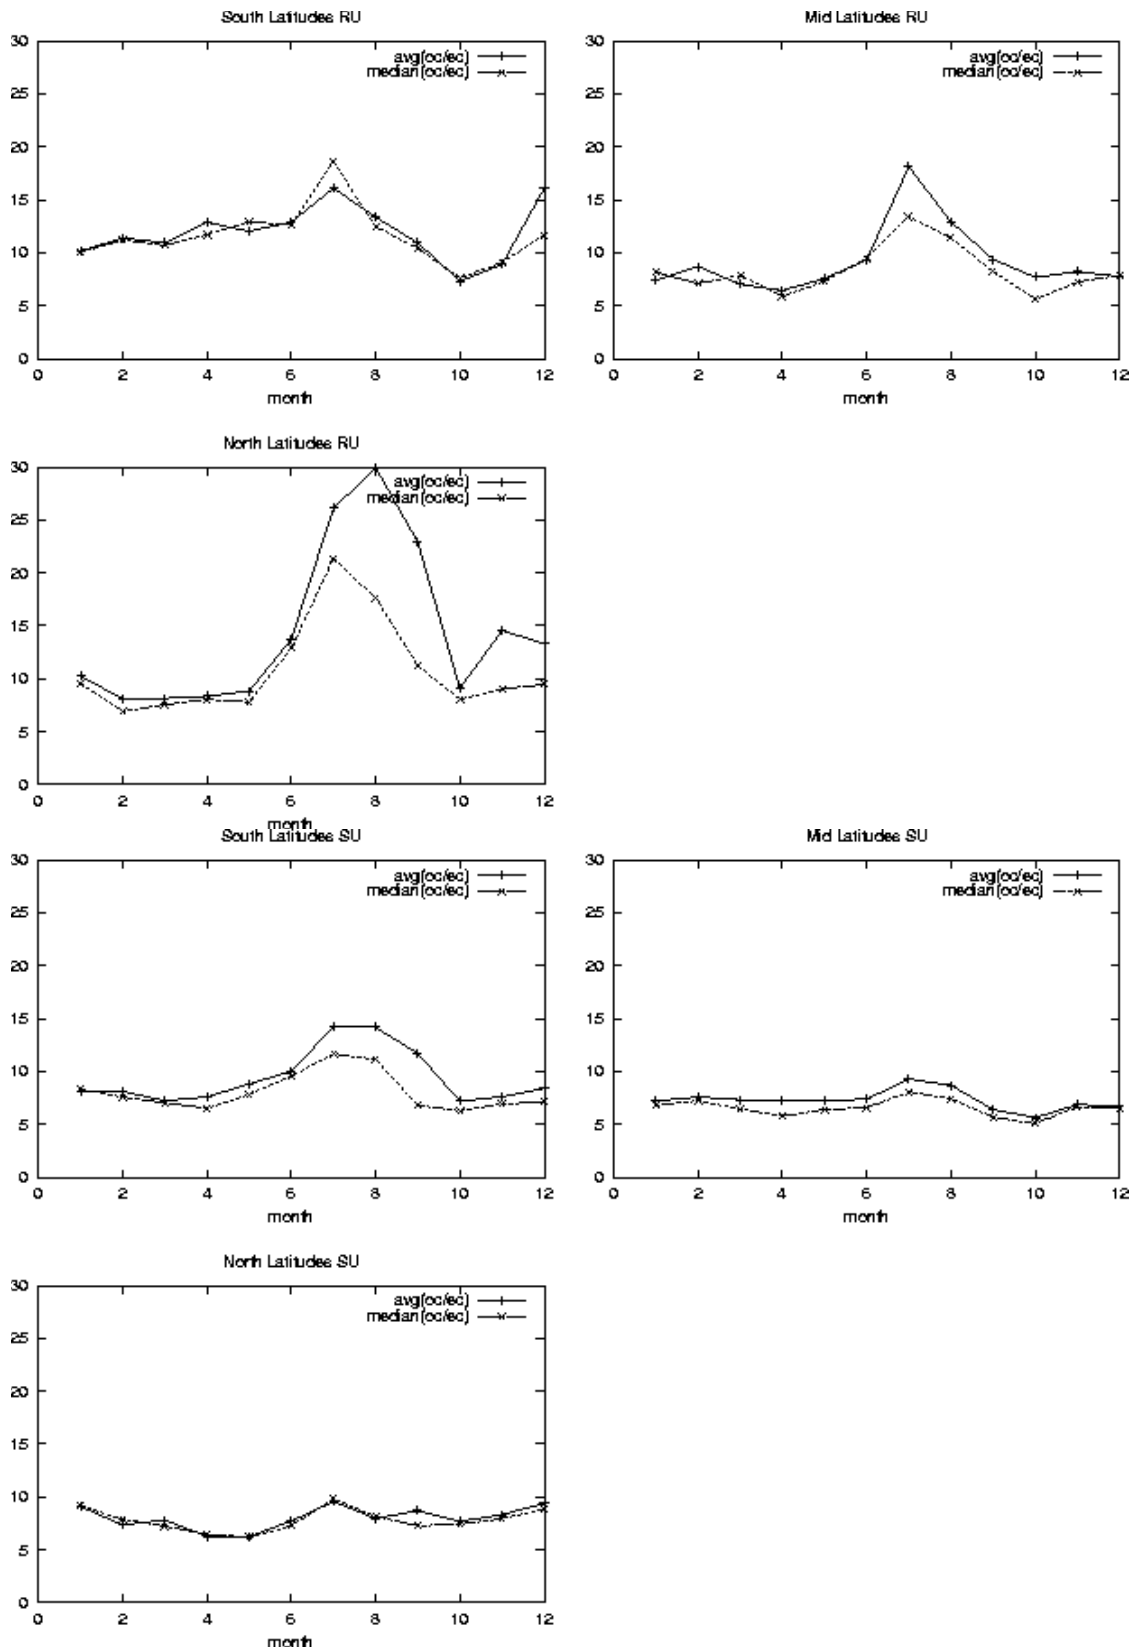 South Latitudes RU
30
25
20
15
10
5
0
0 2 4 6 8 10 12
month
avg(oc/ec)
median(oc/ec)
Mid Latitudes RU
30
25
20
15
10
5
0
0 2 4 6 8 10 12
month
avg(oc/ec)
median(oc/ec)
North Latitudes RU
30
25
20
15
10
5
0
0 2 4 6 8 10 12
month
avg(oc/ec)
median(oc/ec)
South Latitudes SU
30
25
20
15
10
5
0
0 2 4 6 8 10 12
month
avg(oc/ec)
median(oc/ec)
Mid Latitudes SU
30
25
20
15
10
5
0
0 2 4 6 8 10 12
month
avg(oc/ec)
median(oc/ec)
North Latitudes SU
30
25
20
15
10
5
0
0 2 4 6 8 10 12
month
avg(oc/ec)
median(oc/ec)